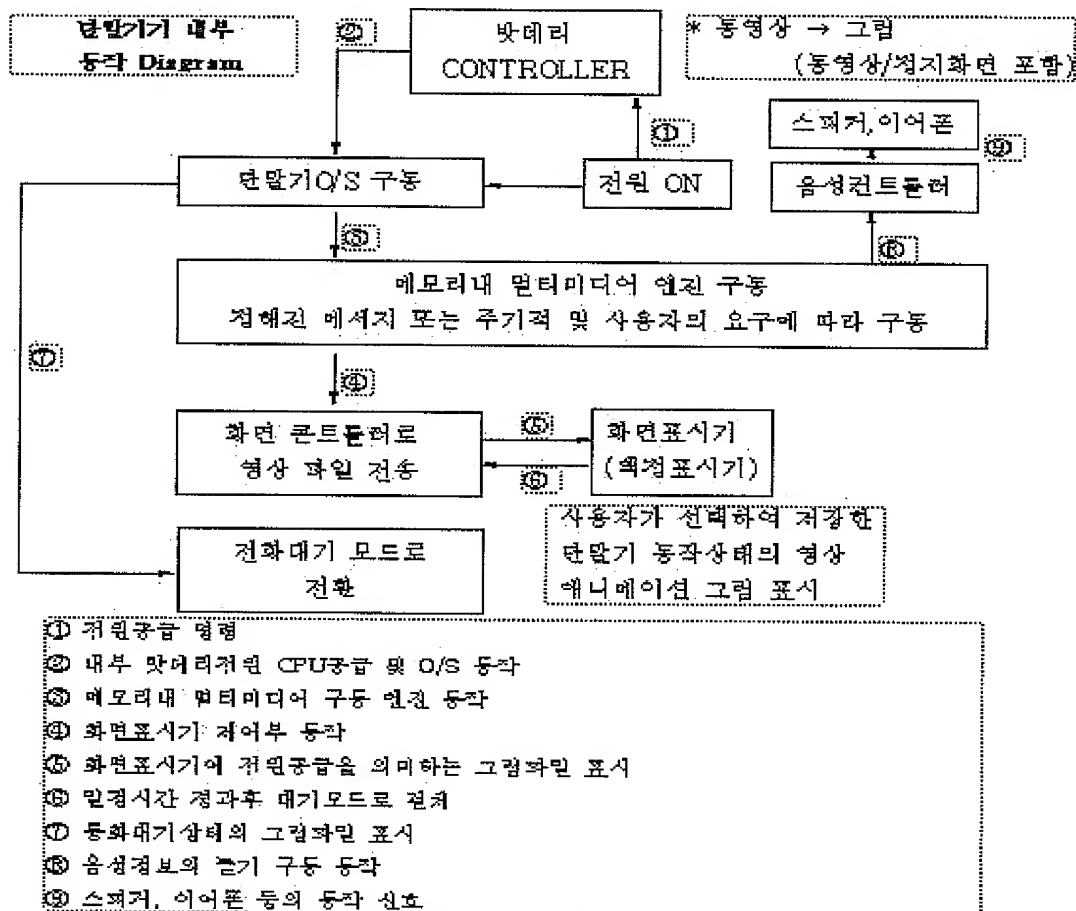 단말기기 내부
동작 Diagram
②
밧데리
CONTROLLER
* 동영상 → 그림
(동영상/정지화면 포함)
①
스피커,이어폰
⑨
단말기O/S 구동
전원 ON
음성컨트롤러
③
⑧
메모리내 멀티미디어 엔진 구동
정해진 메세지 또는 주기적 및 사용자의 요구에 따라 구동
⑦
④
화면 콘트롤러로
영상 파일 전송
⑤
⑥
화면표시기
(액정표시기)
사용자가 선택하여 저장한
단말기 동작상태의 영상
애니메이션 그림 표시
전화대기 모드로
전환
① 전원공급 명령
② 내부 밧데리전원 CPU공급 및 O/S 동작
③ 메모리내 멀티미디어 구동 엔진 동작
④ 화면표시기 제어부 동작
⑤ 화면표시기에 전원공급을 의미하는 그림파일 표시
⑥ 일정시간 경과후 대기모드로
⑦ 통화대기상태의 그림파일 표시
⑧ 음성정보의 듣기 구동 동작
⑨ 스피커, 이어폰 등의 동작 신호